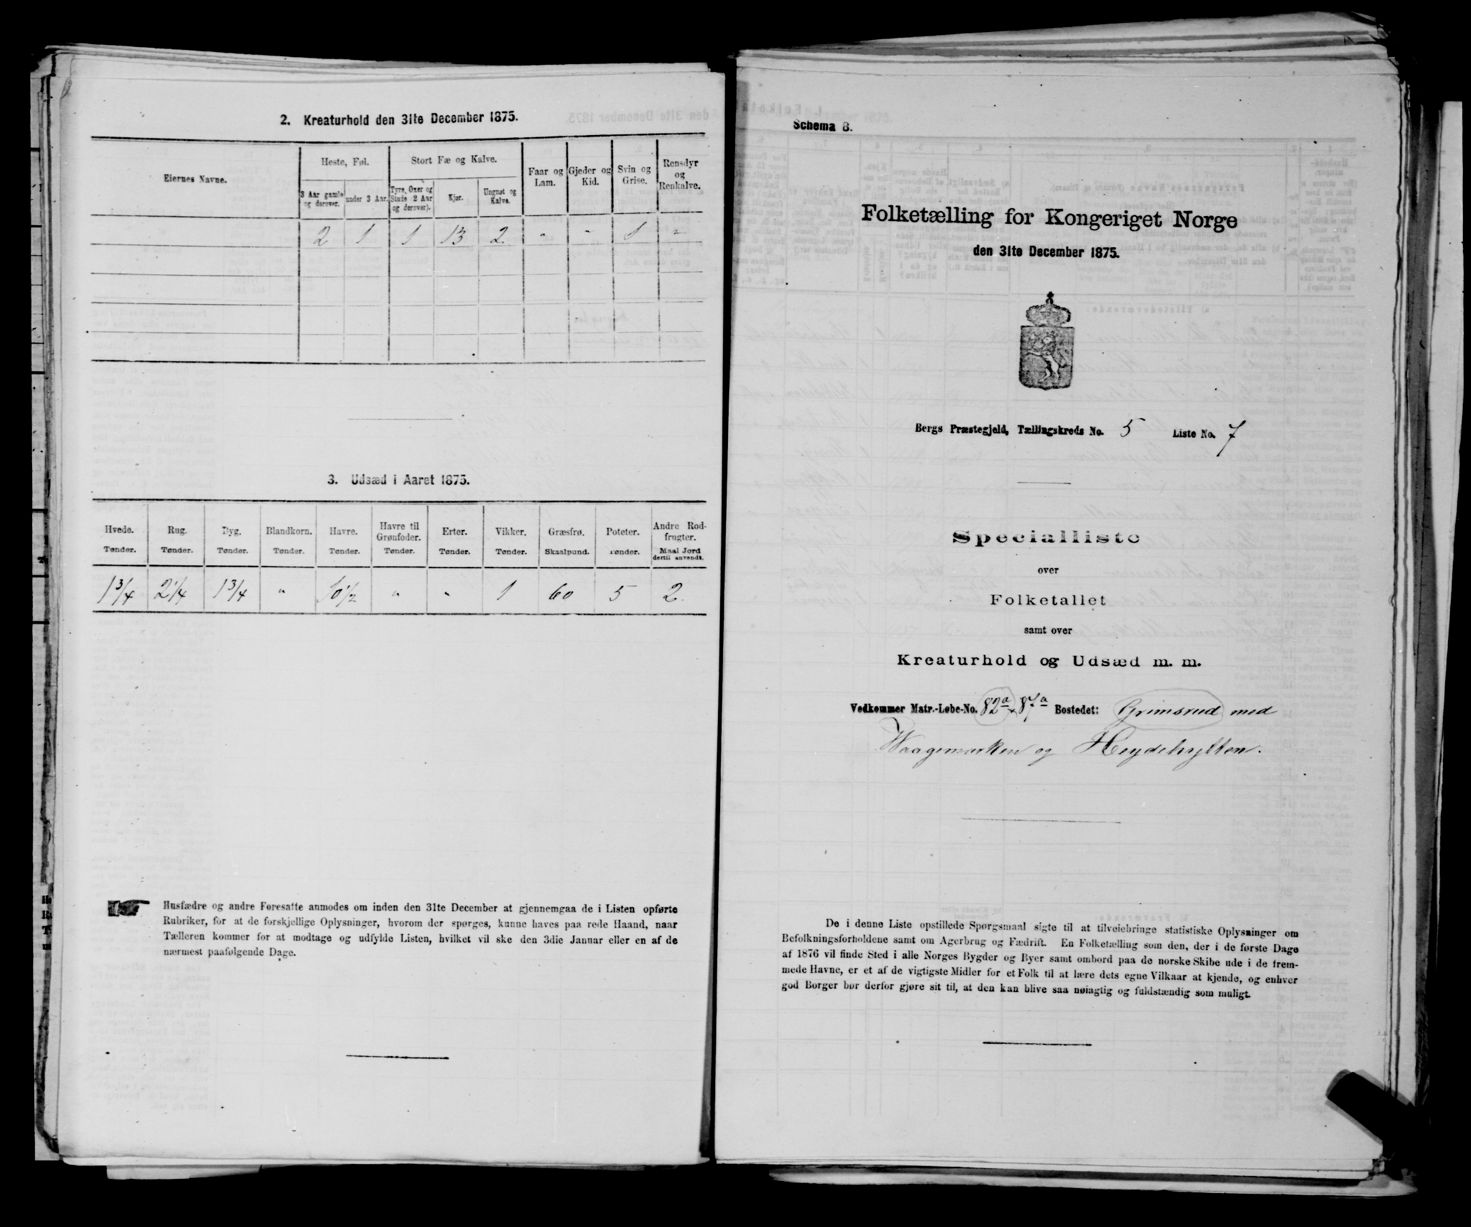 2. Kreaturhold den 31te December 1875.
Eiernes Navne.
Heste, Føl.
Stort Fæ og Kalve.
Faar og Lam.
Gjeder og Kid.
Svin og Grise.
Rensdyr og Renkalve.
3 Aar gamle og derover.
under 3 Aar.
Tyre, Oxer og Stude 2 Aar og derover).
Kjør.
Ungnøt og Kalve.
2 1 1 13 2 " " 1 "
3. Udsæd i Aaret 1875.
Hvede. Rug. Byg. Blandkorn. Havre. Havre til Grønfoder. Erter. Vikker. Græsfrø. Poteter. Andre Rodfrugter.
Tønder. Tønder. Tønder. Tønder. Tønder. Tønder. Tønder. Tønder. Skaalpund. Tønder. Maal Jord dertil anvendt.
1 3/4 2 1/4 1 3/4 " 10 1/2 " " 1 60 5 2.
Husfædre og andre Foresatte anmodes om inden den 31te December at gjennemgaa de i Listen opførte
Rubriker, for at de forskjellige Oplysninger, hvorom der spørges, kunne haves paa rede Haand, naar
Tælleren kommer for at modtage og udfylde Listen, hvilket vil ske den 3die Januar eller en af de
nærmest paafølgende Dage.
Schema B.
Folketælling for Kongeriget Norge
den 31te December 1875.
Bergs Præstegjeld, Tællingskreds No. 5 Liste No. 7
Specialliste
over
Folketallet
samt over
Kreaturhold og Udsæd m. m.
Vedkommer Matr.-Løbe-No. 82a & 87a Bostedet: Grimsrud med
Waagemarken og Heydehytten.
De i denne Liste opstillede Spørgsmaal sigte til at tilveiebringe statistiske Oplysninger om
Befolkningsforholdene samt om Agerbrug og Fædrift. En Folketælling som den, der i de første Dage
af 1876 vil finde Sted i alle Norges Bygder og Byer samt ombord paa de norske Skibe ude i de frem-
mede Havne, er et af de vigtigste Midler for et Folk til at lære dets egne Vilkaar at kjende, og enhver
god Borger bør derfor gjøre sit til, at den kan blive saa nøiagtig og fuldstændig som muligt.